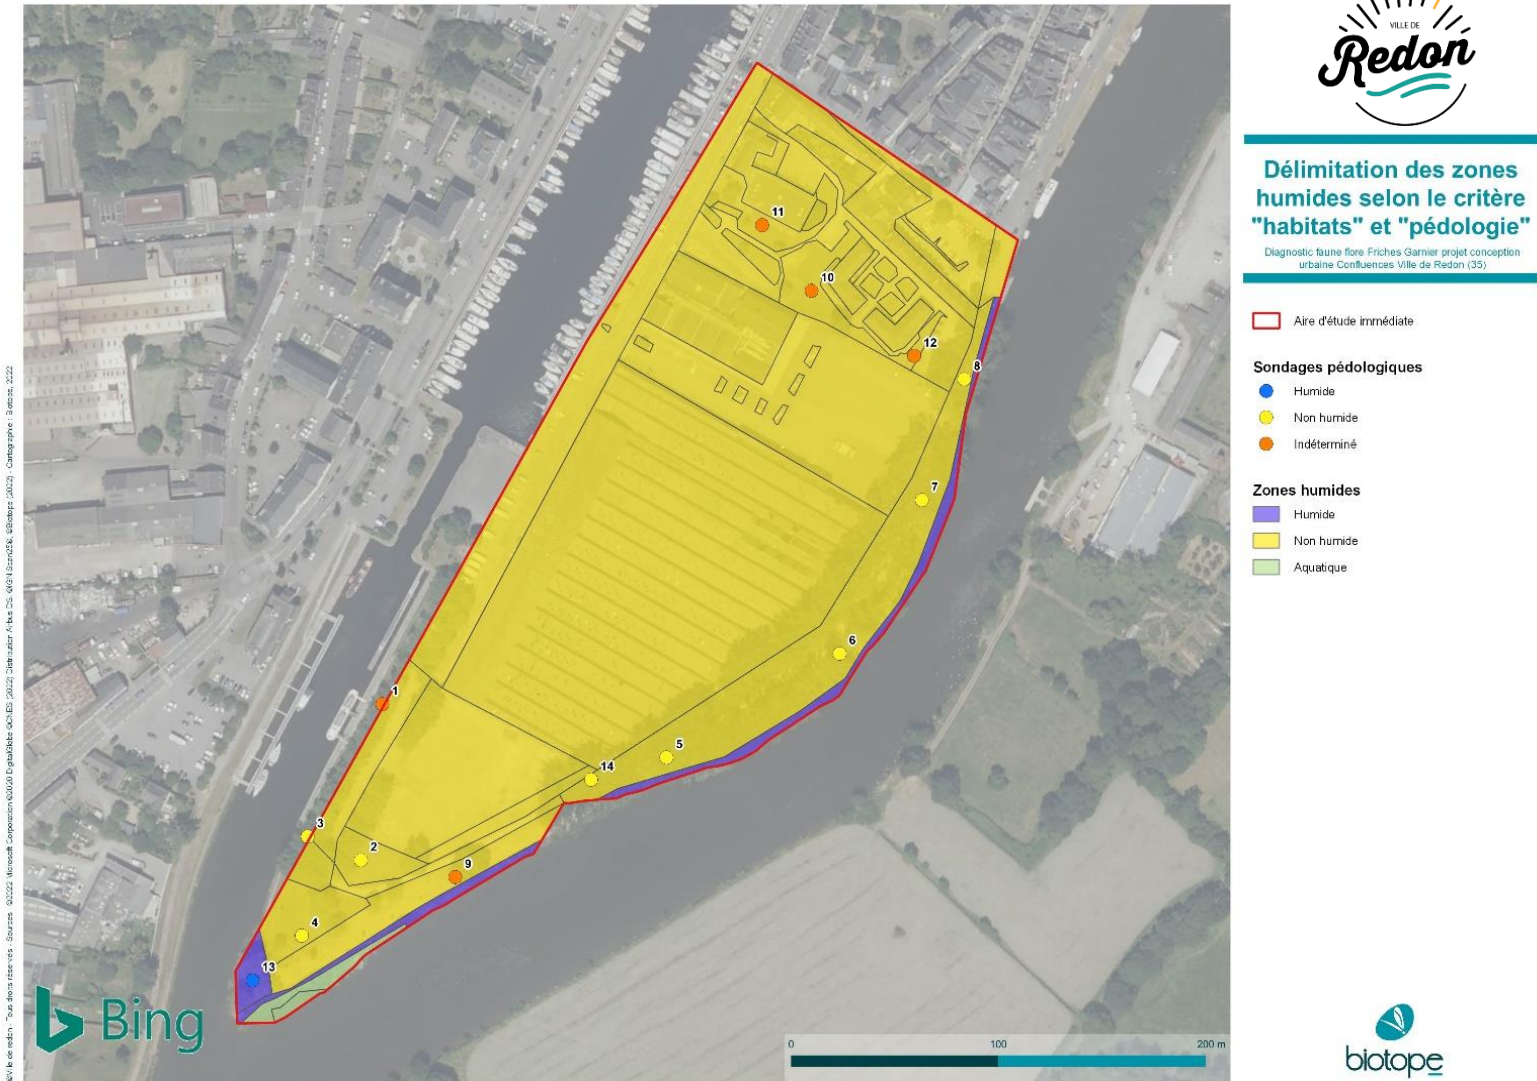 VILLE DE
Redon
Délimitation des zones
humides selon le critère
"habitats" et "pédologie"
Diagnostic faune flore Friches Garnier projet conception
urbaine Confluences Ville de Redon (35)
Aire d'étude immédiate
Sondages pédologiques
Humide
Non humide
Indéterminé
Zones humides
Humide
Non humide
Aquatique
11
10
12
8
7
6
1
5
14
3
2
9
4
13
Bing
0 100 200 m
biotope